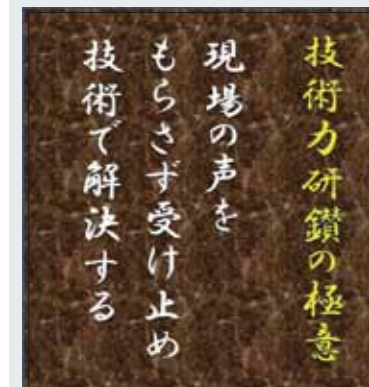 技術力研鑽の極意
現場の声を
もらさず受け止め
技術で解決する